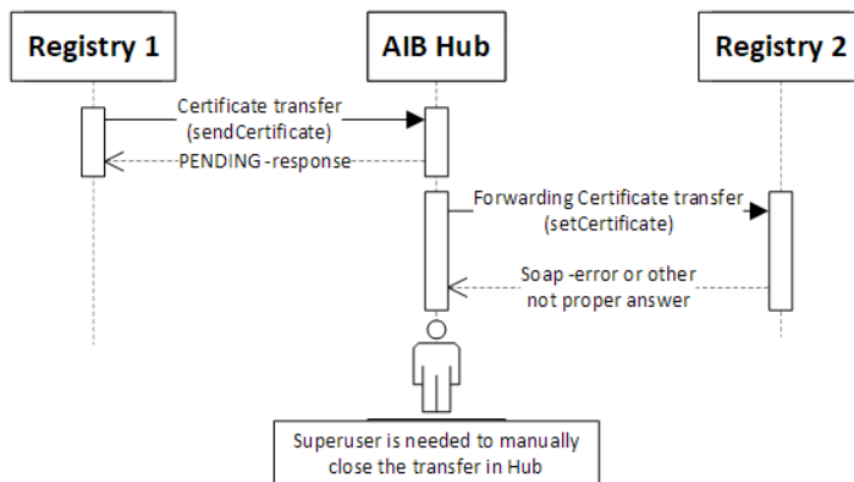 Registry 1
AIB Hub
Registry 2
Certificate transfer
(sendCertificate)
PENDING -response
Forwarding Certificate transfer
(setCertificate)
Soap -error or other
not proper answer
Superuser is needed to manually
close the transfer in Hub